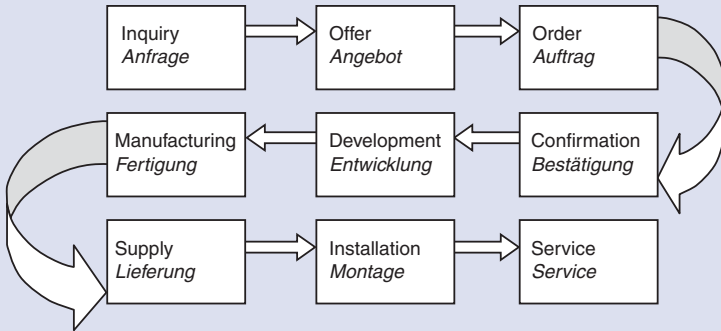 Inquiry
Anfrage
Offer
Angebot
Order
Auftrag
Confirmation
Bestätigung
Development
Entwicklung
Manufacturing
Fertigung
Supply
Lieferung
Installation
Montage
Service
Service